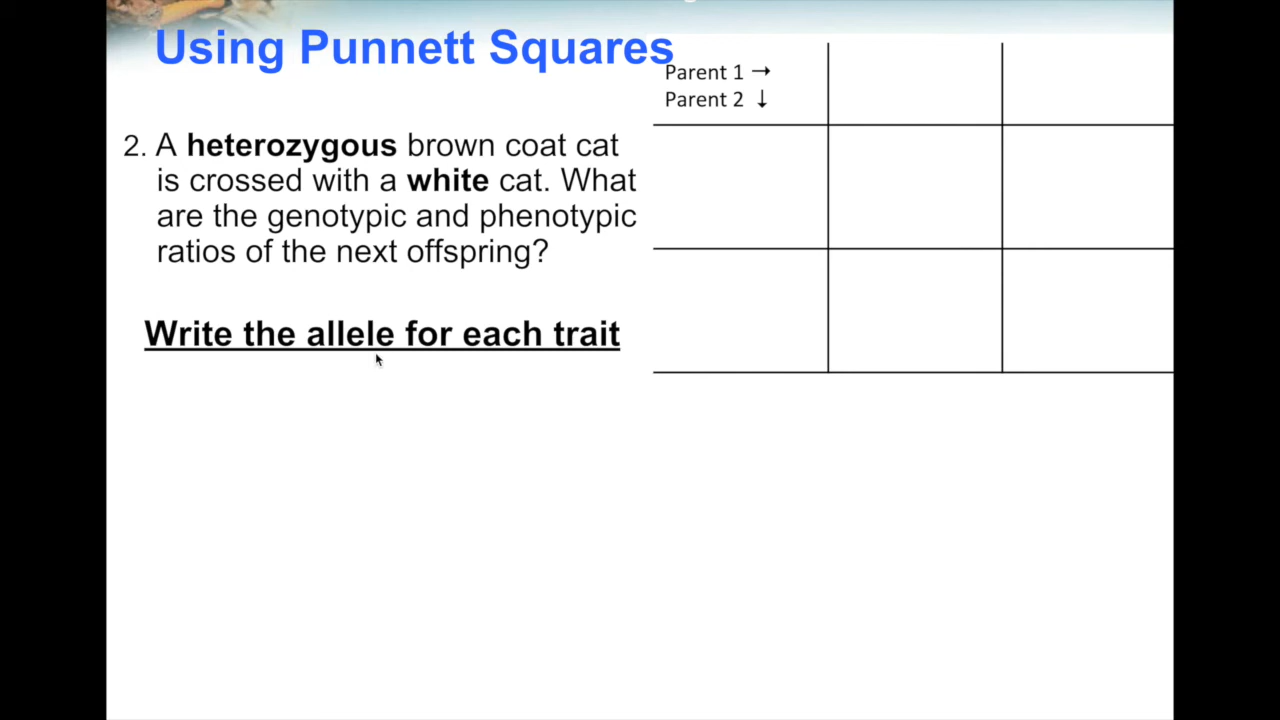 Using Punnett Squares
Parent 1 →
Parent 2 ↓
2. A heterozygous brown coat cat
is crossed with a white cat. What
are the genotypic and phenotypic
ratios of the next offspring?
Write the allele for each trait